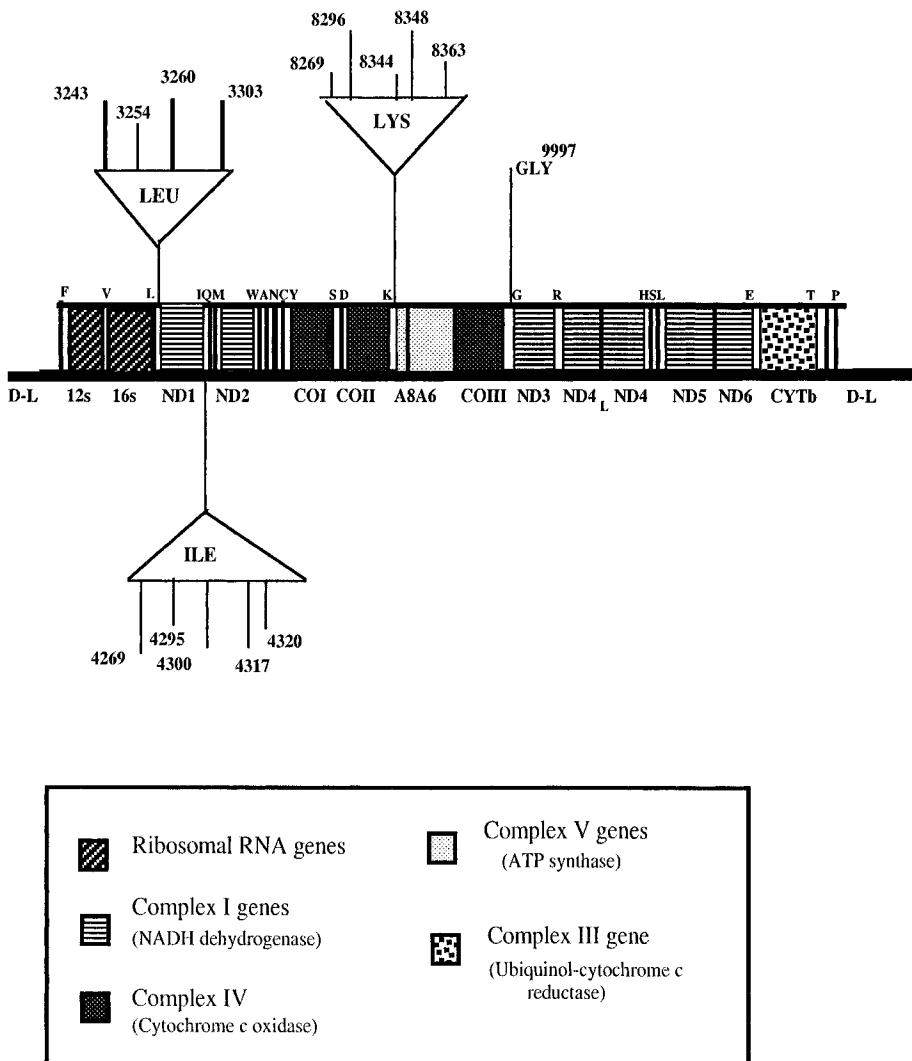 8296 8348
8269 8344 8363
3243 3254 3260 3303
LYS
9997
GLY
LEU
F V L IQM WANCY S D K G R HSL E T P
D-L 12s 16s ND1 ND2 COI COII A8A6 COIII ND3 ND4 L ND4 ND5 ND6 CYTb D-L
ILE
4269 4295 4300 4317 4320
Ribosomal RNA genes
Complex I genes
(NADH dehydrogenase)
Complex IV
(Cytochrome c oxidase)
Complex V genes
(ATP synthase)
Complex III gene
(Ubiquinol-cytochrome c
reductase)